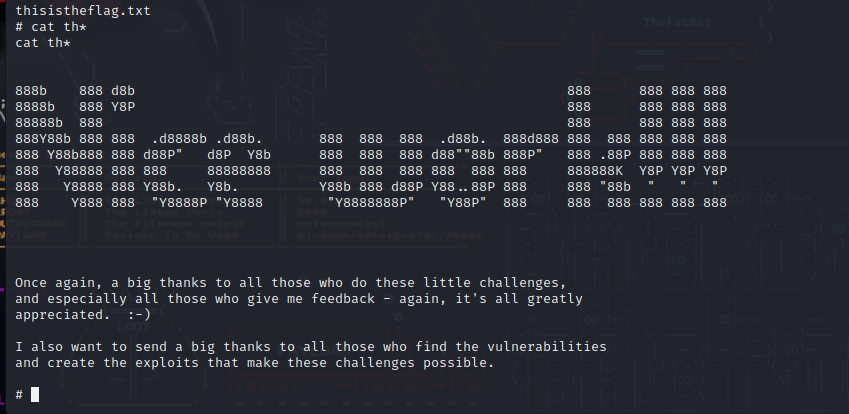 thisistheflag.txt
# cat th*
cat th*
888b    888 d8b                                                      888      888 888 888
8888b   888 Y8P                                                      888      888 888 888
88888b  888                                                          888      888 888 888
888Y88b 888 888  .d8888b .d88b.       888  888  888  .d88b.  888d888 888  888 888 888 888
888 Y88b888 888 d88P"   d8P  Y8b      888  888  888 d88""88b 888P"   888 .88P 888 888 888
888  Y88888 888 888     88888888      888  888  888 888  888 888     888888K  Y8P Y8P Y8P
888   Y8888 888 Y88b.   Y8b.          Y88b 888 d88P Y88..88P 888     888 "88b  "   "   "
888    Y888 888  "Y8888P "Y8888        "Y8888888P"   "Y88P"  888     888  888 888 888 888
Once again, a big thanks to all those who do these little challenges,
and especially all those who give me feedback - again, it's all greatly
appreciated.  :-)
I also want to send a big thanks to all those who find the vulnerabilities
and create the exploits that make these challenges possible.
#
TheFatRat